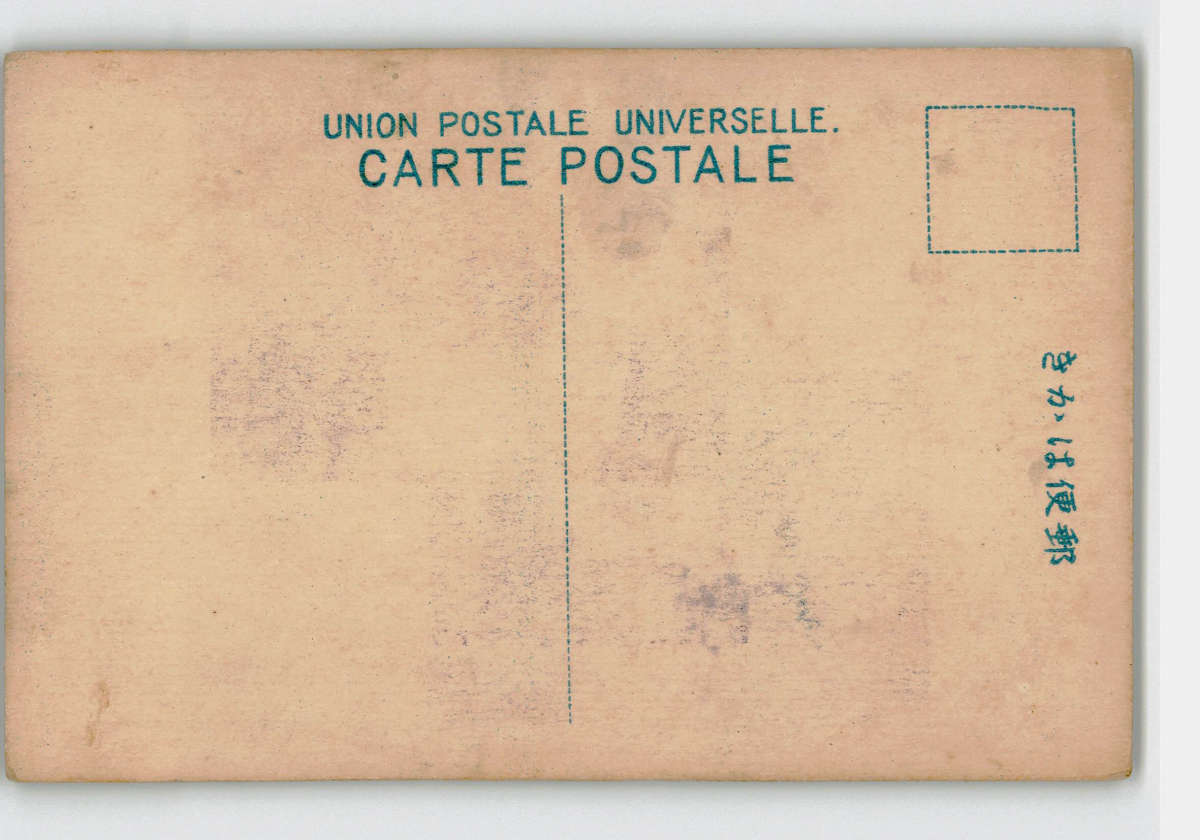 UNION POSTALE UNIVERSELLE.
CARTE POSTALE
郵便はかき